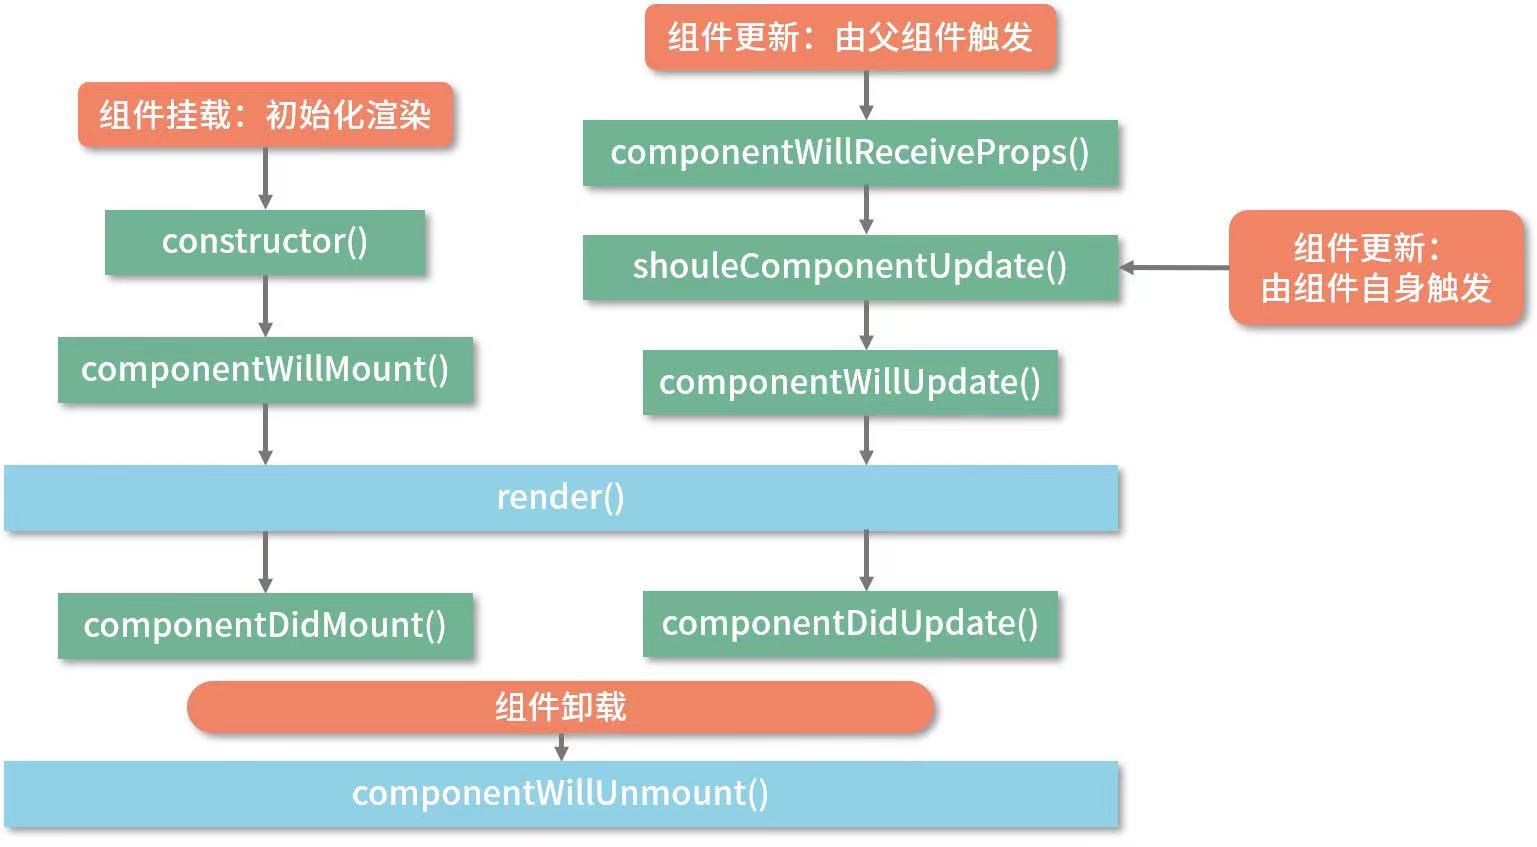 组件挂载：初始化渲染
constructor()
componentWillMount()
组件更新：由父组件触发
componentWillReceiveProps()
shouleComponentUpdate()
组件更新：
由组件自身触发
componentWillUpdate()
render()
componentDidMount()
componentDidUpdate()
组件卸载
componentWillUnmount()